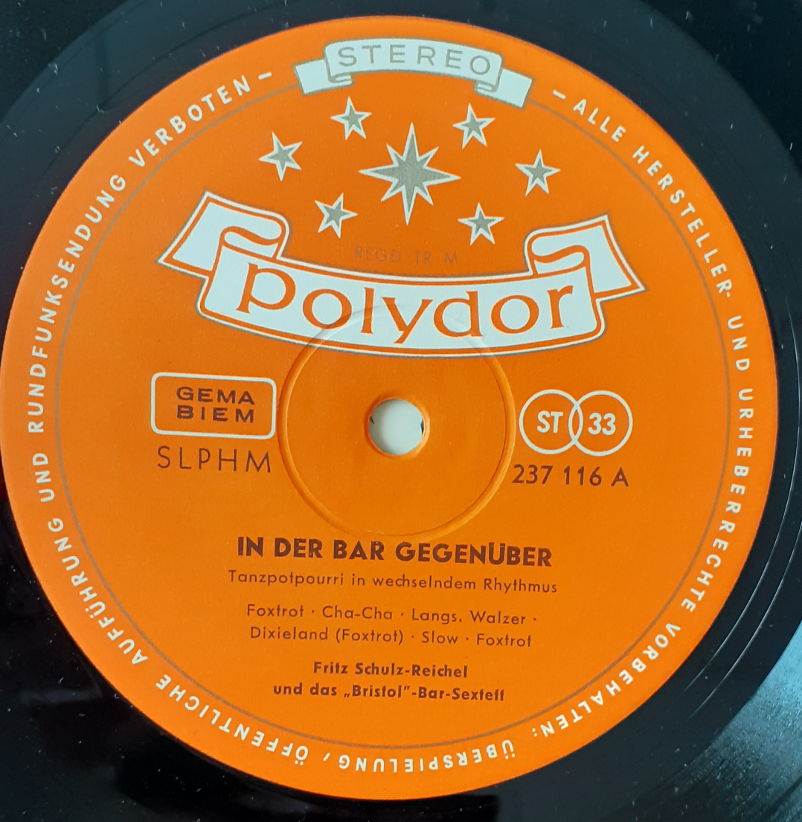 STEREO
– ALLE HERSTELLER- UND URHEBERRECHTE VORBEHALTEN; ÜBERSPIELUNG, ÖFFENTLICHE AUFFÜHRUNG UND RUNDFUNKSENDUNG VERBOTEN –
REGD TR M
polydor
GEMA
BIEM
SLPHM
ST 33
237 116 A
IN DER BAR GEGENÜBER
Tanzpotpourri in wechselndem Rhythmus
Foxtrot · Cha-Cha · Langs. Walzer ·
Dixieland (Foxtrot) · Slow · Foxtrot
Fritz Schulz-Reichel
und das „Bristol"-Bar-Sextett